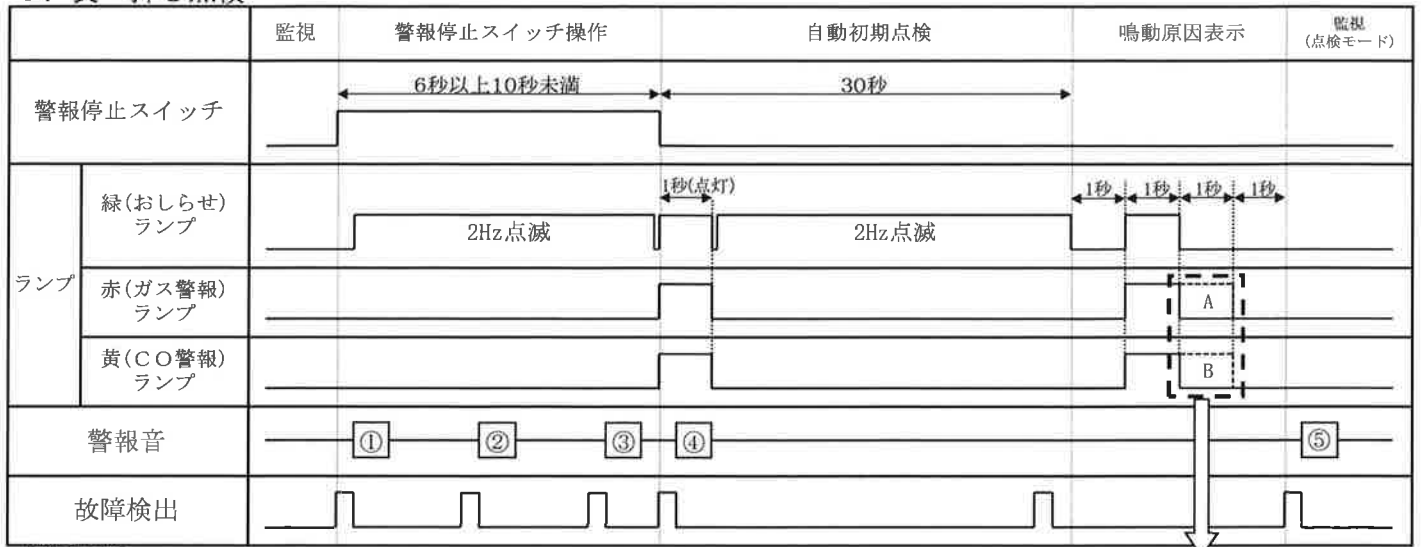 監視
警報停止スイッチ操作
自動初期点検
鳴動原因表示
監視
(点検モード)
警報停止スイッチ
6秒以上10秒未満
30秒
ランプ
緑(おしらせ)
ランプ
2Hz点滅
1秒(点灯)
2Hz点滅
1秒
1秒
1秒
1秒
赤(ガス警報)
ランプ
A
黄(CO警報)
ランプ
B
警報音
①
②
③
④
⑤
故障検出